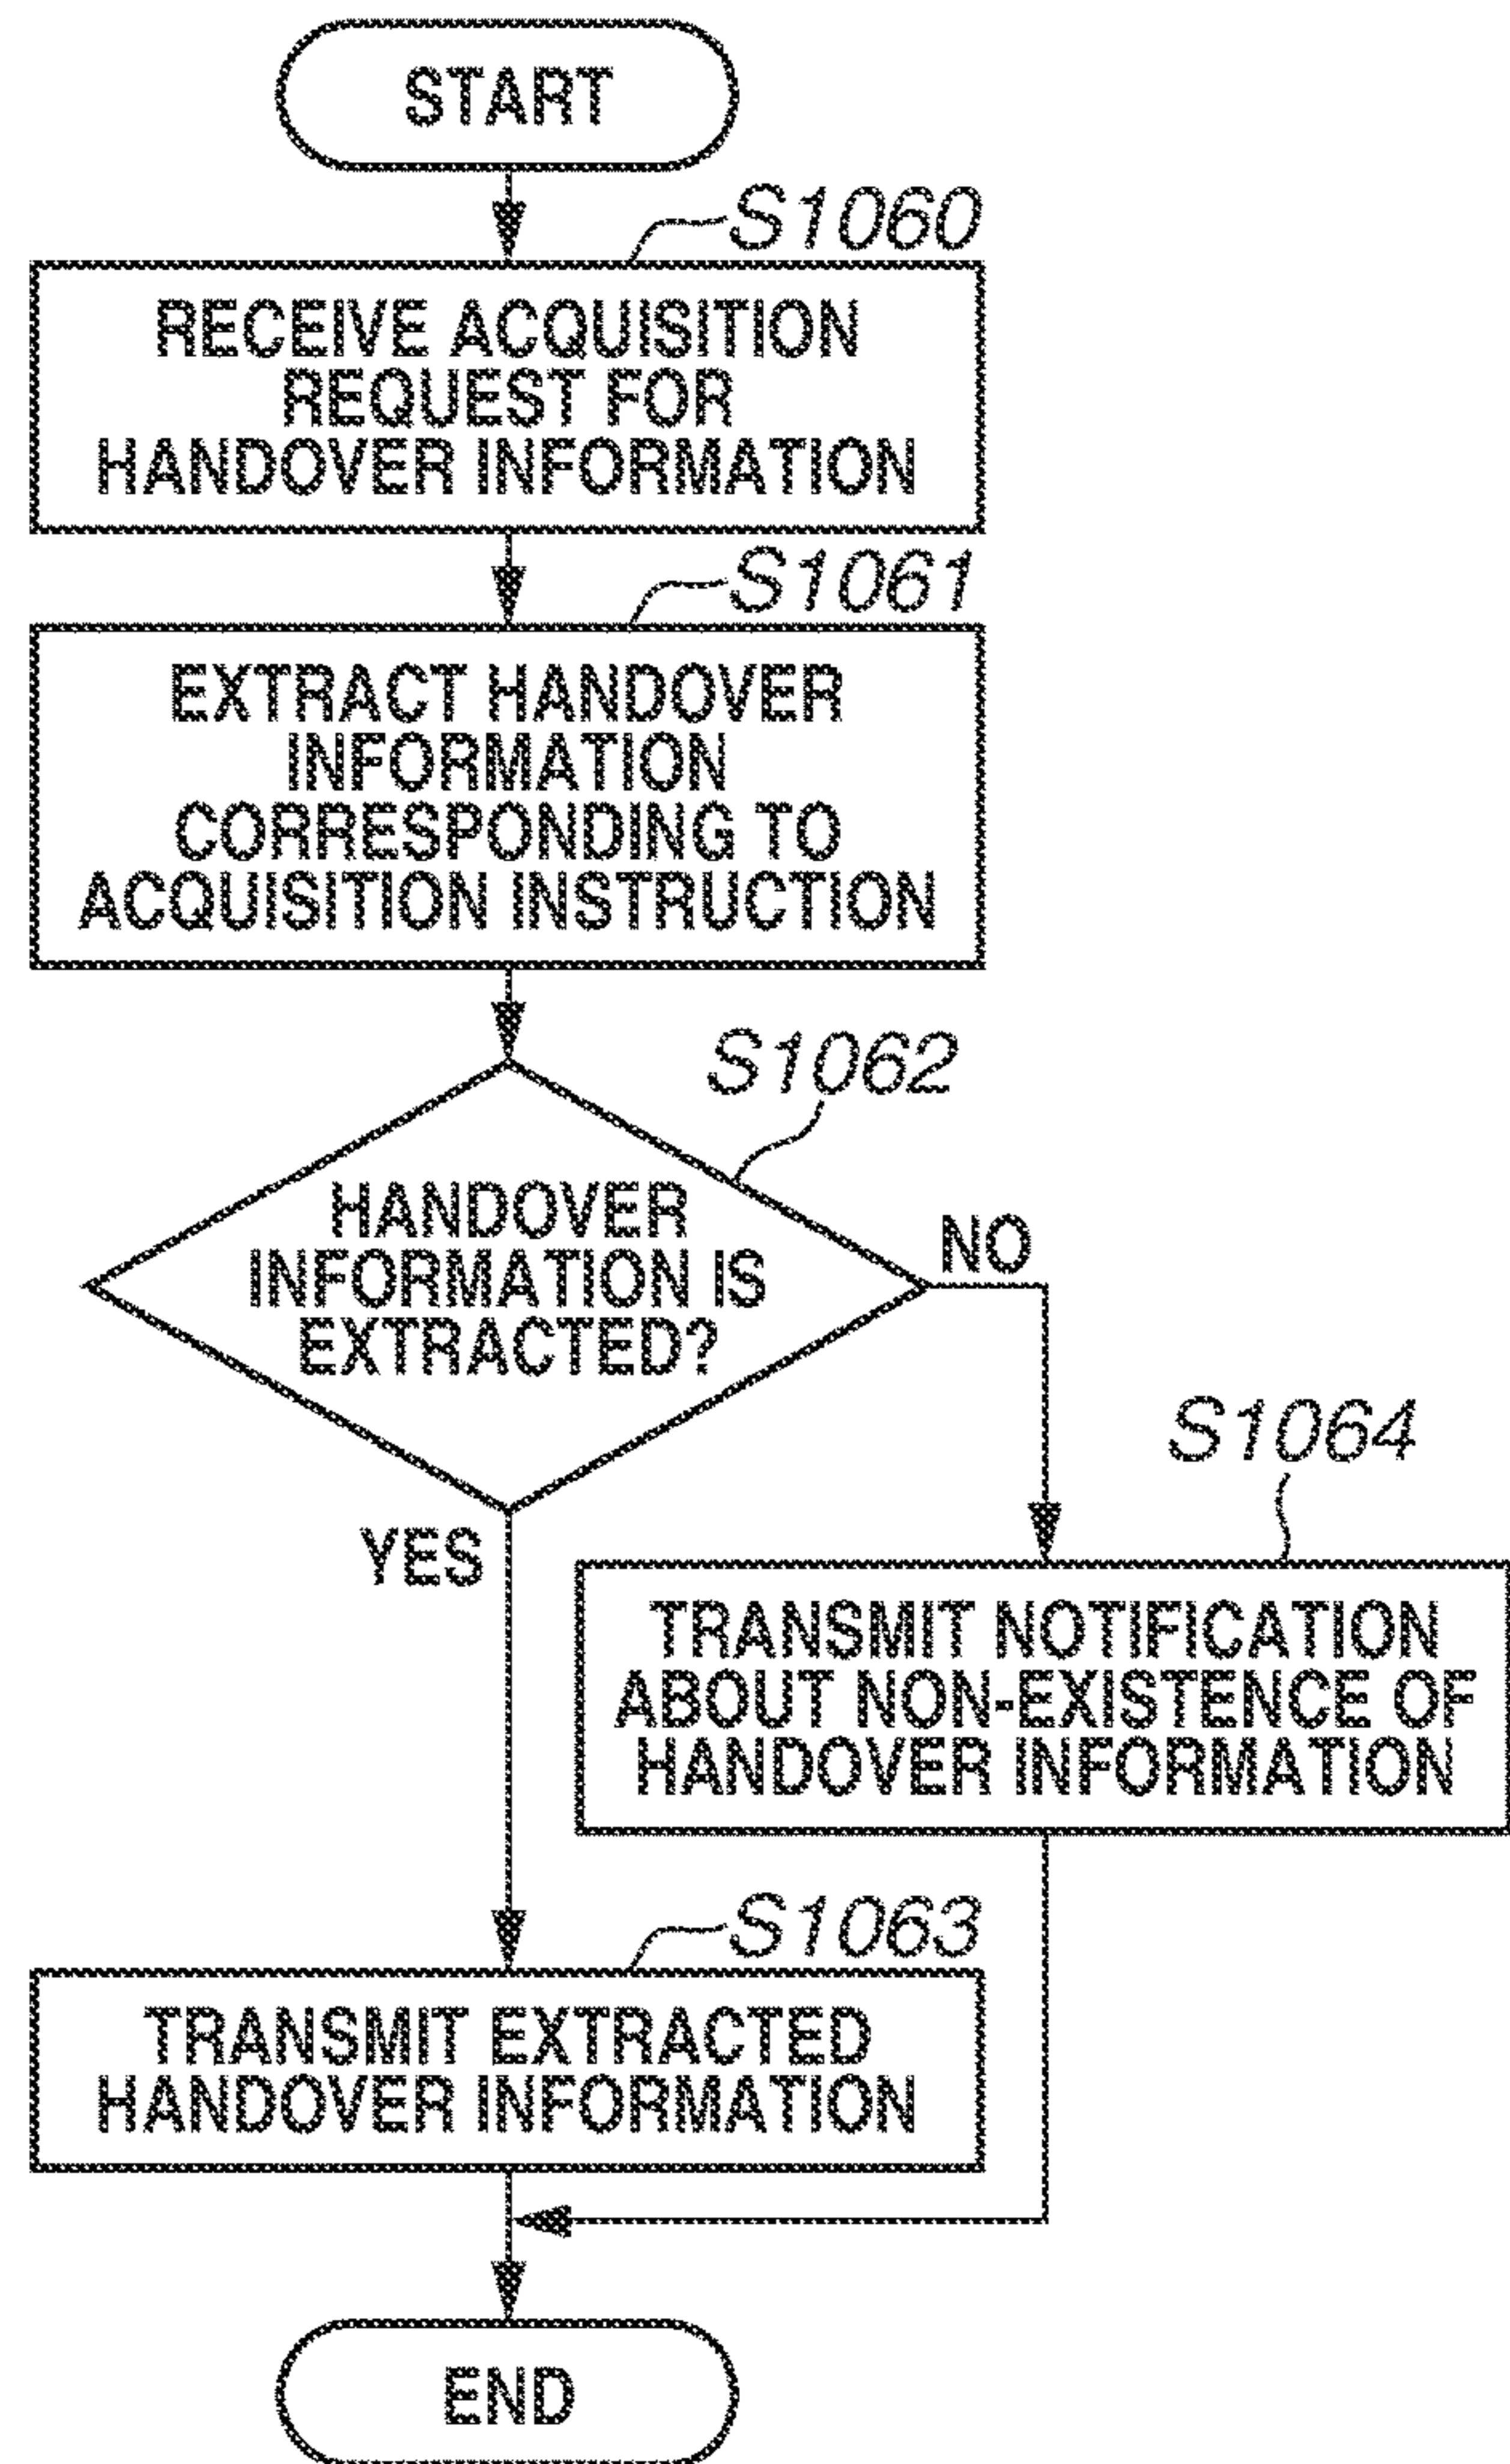 START
S1060
RECEIVE ACQUISITION
REQUEST FOR
HANDOVER INFORMATION
S1061
EXTRACT HANDOVER
INFORMATION
CORRESPONDING TO
ACQUISITION INSTRUCTION
S1062
HANDOVER
INFORMATION IS
EXTRACTED?
NO
YES
S1064
TRANSMIT NOTIFICATION
ABOUT NON-EXISTENCE OF
HANDOVER INFORMATION
S1063
TRANSMIT EXTRACTED
HANDOVER INFORMATION
END